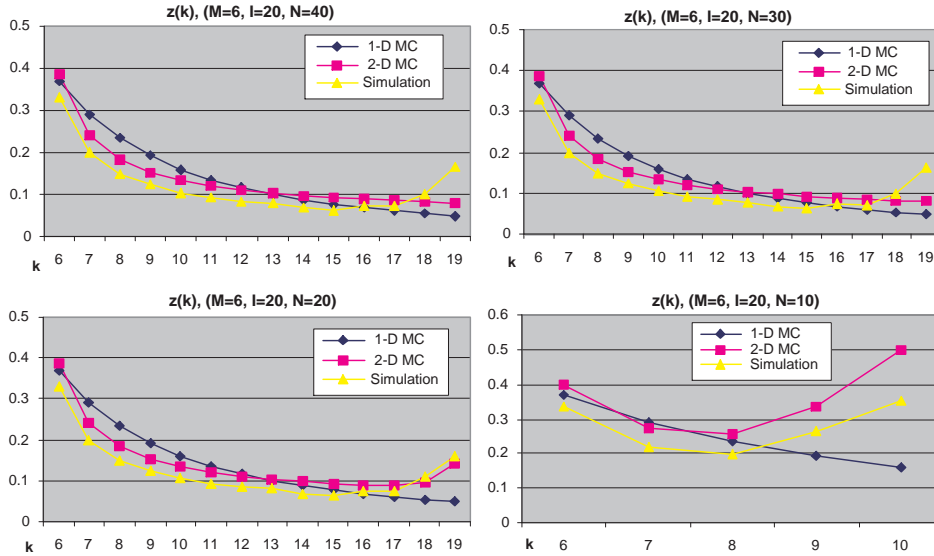 z(k), (M=6, I=20, N=40)
0.5
0.4
0.3
0.2
0.1
0
1-D MC
2-D MC
Simulation
k
6 7 8 9 10 11 12 13 14 15 16 17 18 19
z(k), (M=6, I=20, N=30)
0.5
0.4
0.3
0.2
0.1
0
1-D MC
2-D MC
Simulation
k
6 7 8 9 10 11 12 13 14 15 16 17 18 19
z(k), (M=6, I=20, N=20)
0.5
0.4
0.3
0.2
0.1
0
1-D MC
2-D MC
Simulation
k
6 7 8 9 10 11 12 13 14 15 16 17 18 19
z(k), (M=6, I=20, N=10)
0.6
0.5
0.4
0.3
0.2
0.1
0
1-D MC
2-D MC
Simulation
k
6 7 8 9 10